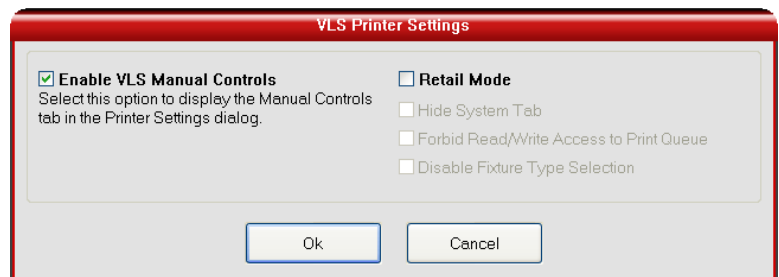 VLS Printer Settings
Enable VLS Manual Controls
Select this option to display the Manual Controls
tab in the Printer Settings dialog.
Retail Mode
Hide System Tab
Forbid Read/Write Access to Print Queue
Disable Fixture Type Selection
Ok
Cancel